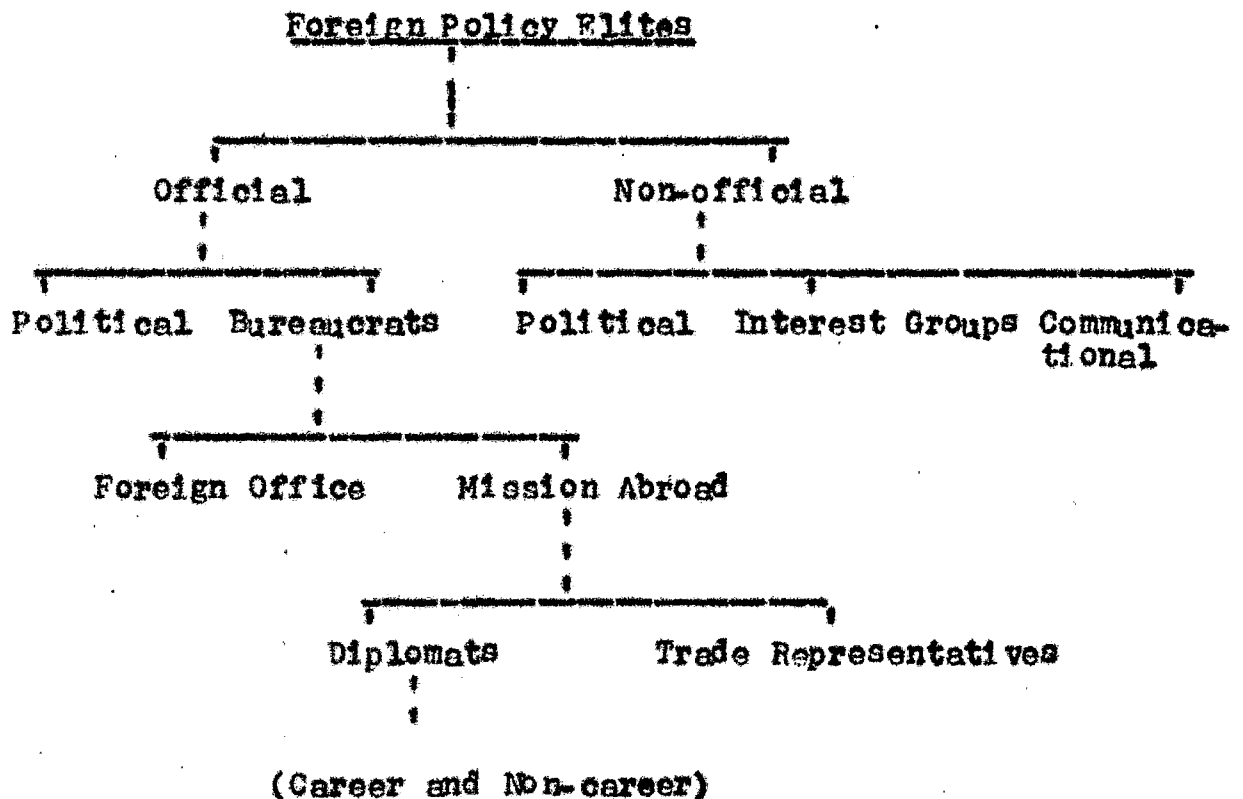 Foreign Policy Elites
Official Non-official
Political Bureaucrats Political Interest Groups Communica-
tional
Foreign Office Mission Abroad
Diplomats Trade Representatives
(Career and Non-career)